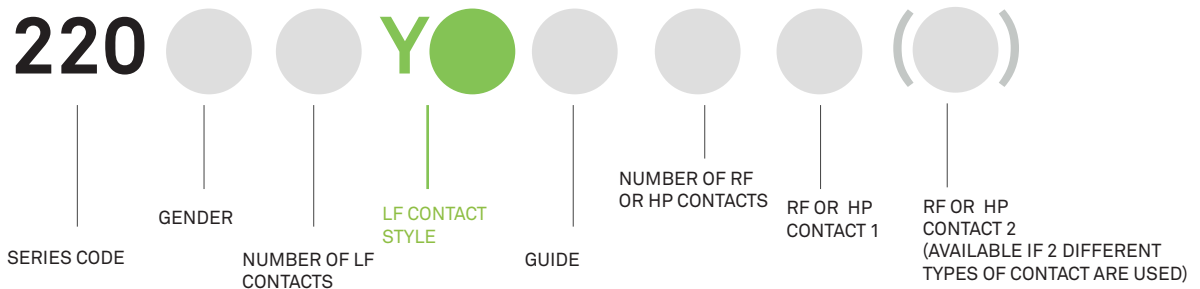 220 Y ( )
SERIES CODE
GENDER
NUMBER OF LF
CONTACTS
LF CONTACT
STYLE
GUIDE
NUMBER OF RF
OR HP CONTACTS
RF OR HP
CONTACT 1
RF OR HP
CONTACT 2
(AVAILABLE IF 2 DIFFERENT
TYPES OF CONTACT ARE USED)